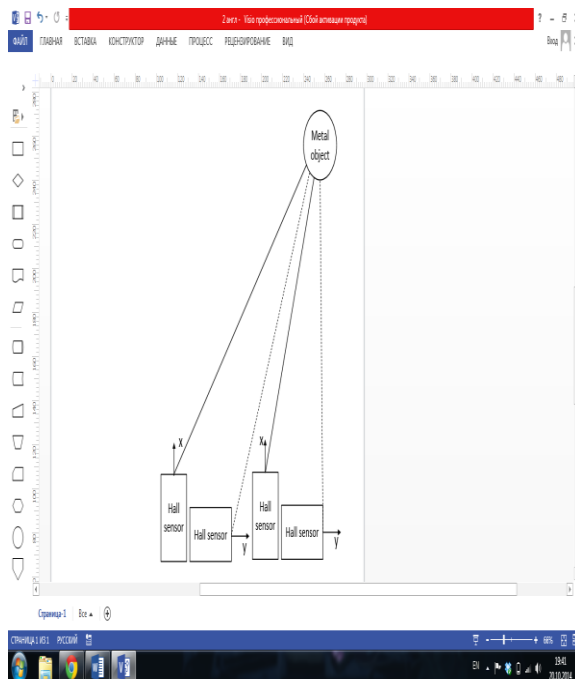 2 англ - Visio профессиональный (Сбой активации продукта)
ФАЙЛ ГЛАВНАЯ ВСТАВКА КОНСТРУКТОР ДАННЫЕ ПРОЦЕСС РЕЦЕНЗИРОВАНИЕ ВИД Вход
Metal
object
X
X
Hall
sensor
Hall sensor
y
Hall
sensor
Hall sensor
y
Страница-1 Все
СТРАНИЦА 1 ИЗ 1 РУССКИЙ 66%
EN 19:41
20.10.2014